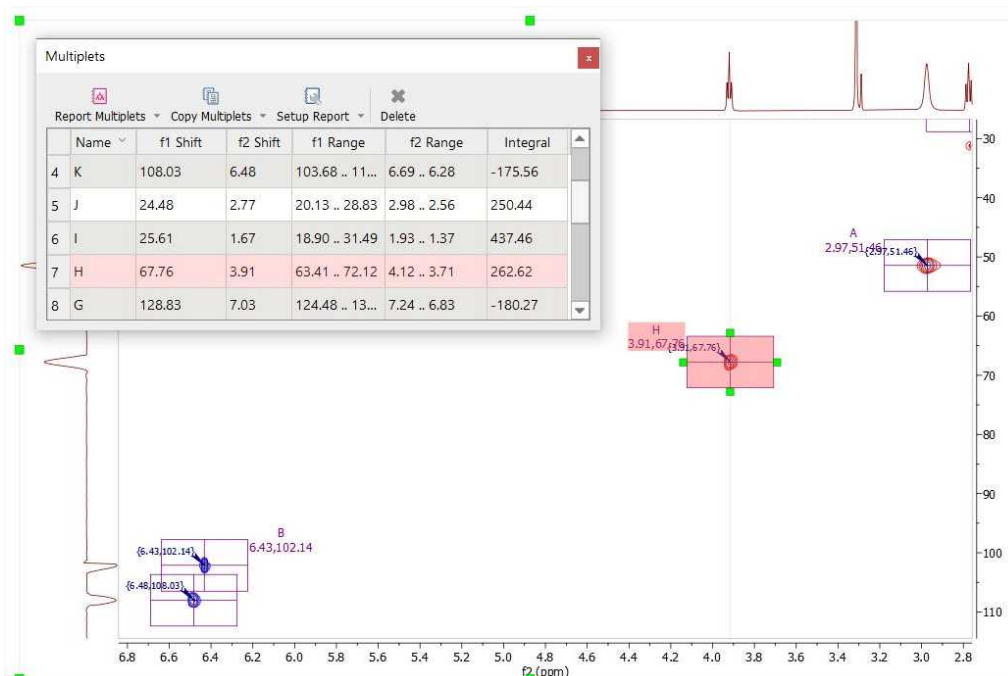 Multiplets
x
Report Multiplets Copy Multiplets Setup Report Delete
Name f1 Shift f2 Shift f1 Range f2 Range Integral
4 K 108.03 6.48 103.68 .. 11... 6.69 .. 6.28 -175.56
5 J 24.48 2.77 20.13 .. 28.83 2.98 .. 2.56 250.44
6 I 25.61 1.67 18.90 .. 31.49 1.93 .. 1.37 437.46
7 H 67.76 3.91 63.41 .. 72.12 4.12 .. 3.71 262.62
8 G 128.83 7.03 124.48 .. 13... 7.24 .. 6.83 -180.27
30
40
50
60
70
80
90
100
110
A
2.97,51.46
{2.97,51.46}
H
3.91,67.76
{3.91,67.76}
B
6.43,102.14
{6.43,102.14}
{6.48,108.03}
6.8 6.6 6.4 6.2 6.0 5.8 5.6 5.4 5.2 5.0 4.8 4.6 4.4 4.2 4.0 3.8 3.6 3.4 3.2 3.0 2.8
f2 (ppm)